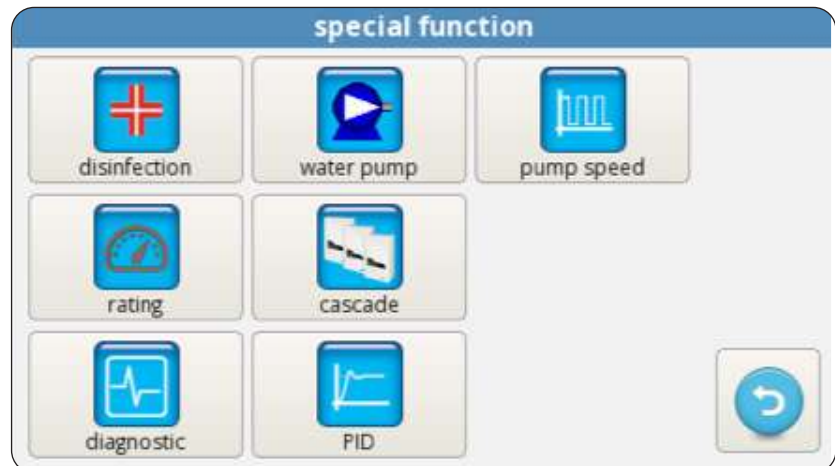 special function
disinfection
water pump
pump speed
rating
cascade
diagnostic
PID